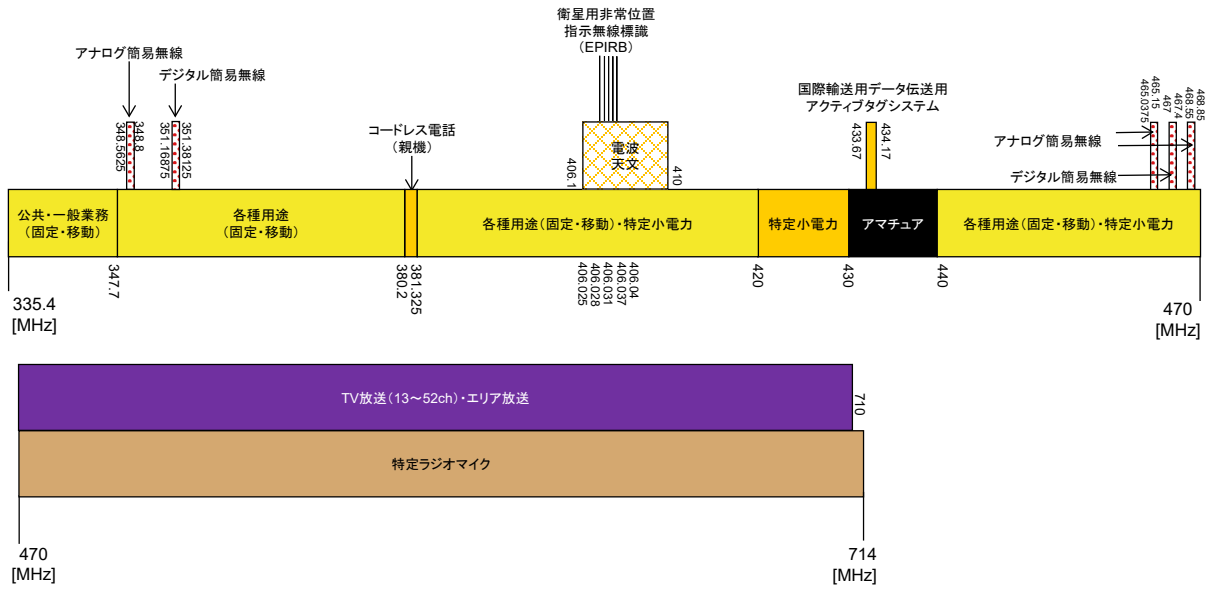 衛星用非常位置
指示無線標識
(EPIRB)
アナログ簡易無線
デジタル簡易無線
348.5625
348.8
351.16875
351.38125
コードレス電話
(親機)
406.1
電波
天文
410
国際輸送用データ伝送用
アクティブタグシステム
433.67
434.17
アナログ簡易無線
デジタル簡易無線
465.0375
465.15
467
467.4
468.55
468.85
公共・一般業務
(固定・移動)
各種用途
(固定・移動)
各種用途(固定・移動)・特定小電力
特定小電力
アマチュア
各種用途(固定・移動)・特定小電力
335.4
[MHz]
347.7
380.2
381.325
406.025
406.028
406.031
406.037
406.04
420
430
440
470
[MHz]
TV放送(13～52ch)・エリア放送
710
特定ラジオマイク
470
[MHz]
714
[MHz]